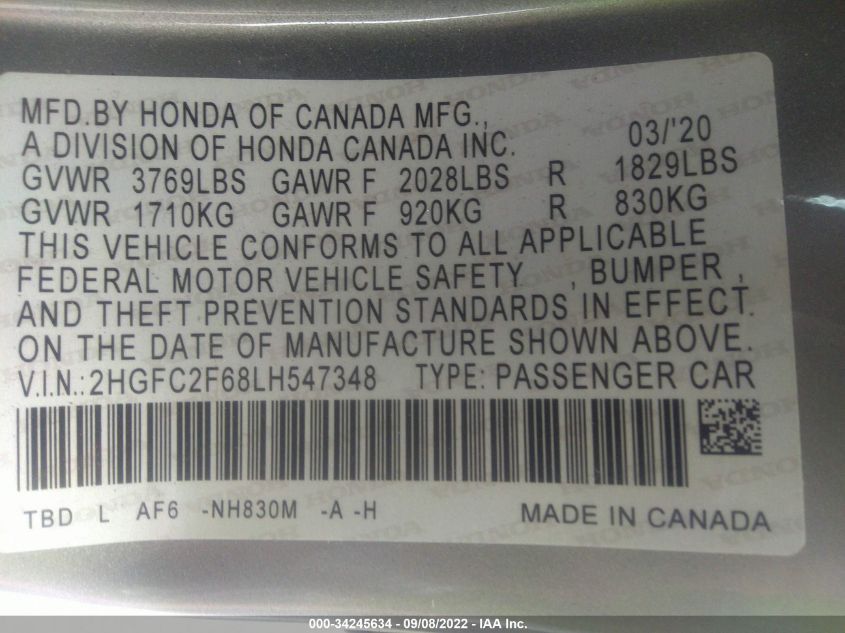 MFD.BY HONDA OF CANADA MFG.,
A DIVISION OF HONDA CANADA INC. 03/'20
GVWR 3769LBS GAWR F 2028LBS R 1829LBS
GVWR 1710KG GAWR F 920KG R 830KG
THIS VEHICLE CONFORMS TO ALL APPLICABLE
FEDERAL MOTOR VEHICLE SAFETY , BUMPER ,
AND THEFT PREVENTION STANDARDS IN EFFECT.
ON THE DATE OF MANUFACTURE SHOWN ABOVE.
V.I.N.:2HGFC2F68LH547348 TYPE: PASSENGER CAR
TBD L AF6 -NH830M -A -H MADE IN CANADA
000-34245634 - 09/08/2022 - IAA Inc.